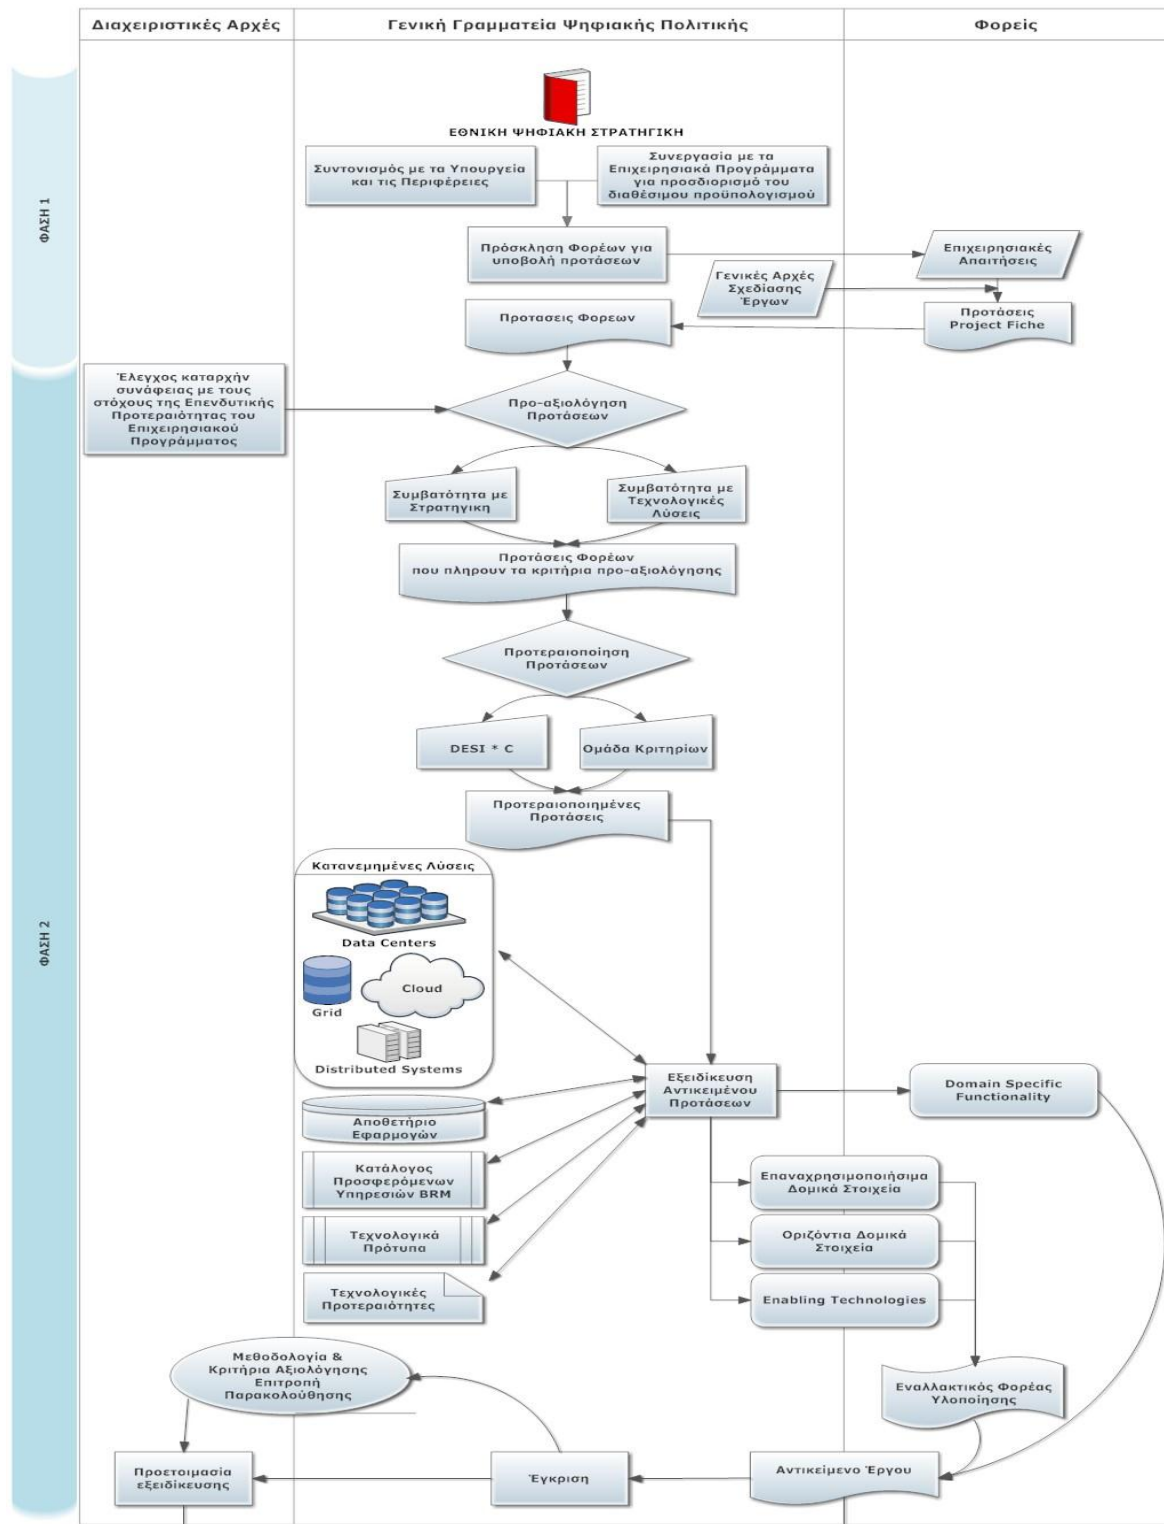 Διαχειριστικές Αρχές
Γενική Γραμματεία Ψηφιακής Πολιτικής
Φορείς
ΦΑΣΗ 1
ΕΘΝΙΚΗ ΨΗΦΙΑΚΗ ΣΤΡΑΤΗΓΙΚΗ
Συντονισμός με τα Υπουργεία
και τις Περιφέρειες
Συνεργασία με τα
Επιχειρησιακά Προγράμματα
για προσδιορισμό του
διαθέσιμου προϋπολογισμού
Πρόσκληση Φορέων για
υποβολή προτάσεων
Επιχειρησιακές
Απαιτήσεις
Γενικές Αρχές
Σχεδίασης
Έργων
Προτασεις Φορεων
Προτάσεις
Project Fiche
ΦΑΣΗ 2
Έλεγχος καταρχήν
συνάφειας με τους
στόχους της Επενδυτικής
Προτεραιότητας του
Επιχειρησιακού
Προγράμματος
Προ-αξιολόγηση
Προτάσεων
Συμβατότητα με
Στρατηγικη
Συμβατότητα με
Τεχνολογικές
Λύσεις
Προτάσεις Φορέων
που πληρουν τα κριτήρια προ-αξιολόγησης
Προτεραιοποίηση
Προτάσεων
DESI * C
Ομάδα Κριτηρίων
Προτεραιοποιημένες
Προτάσεις
Κατανεμημένες Λύσεις
Data Centers
Grid
Cloud
Distributed Systems
Εξειδίκευση
Αντικειμένου
Προτάσεων
Domain Specific
Functionality
Αποθετήριο
Εφαρμογών
Κατάλογος
Προσφερόμενων
Υπηρεσιών BRM
Τεχνολογικά
Πρότυπα
Τεχνολογικές
Προτεραιότητες
Επαναχρησιμοποιήσιμα
Δομικά Στοιχεία
Οριζόντια Δομικά
Στοιχεία
Enabling Technologies
Μεθοδολογία &
Κριτήρια Αξιολόγησης
Επιτροπή
Παρακολούθησης
Εναλλακτικός Φορέας
Υλοποίησης
Προετοιμασία
εξειδίκευσης
Έγκριση
Αντικείμενο Έργου